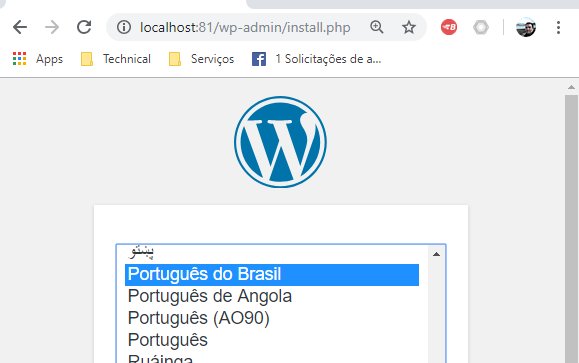 localhost:81/wp-admin/install.php
Apps Technical Serviços 1 Solicitações de a...
پښتو
Português do Brasil
Português de Angola
Português (AO90)
Português
Ruáinga